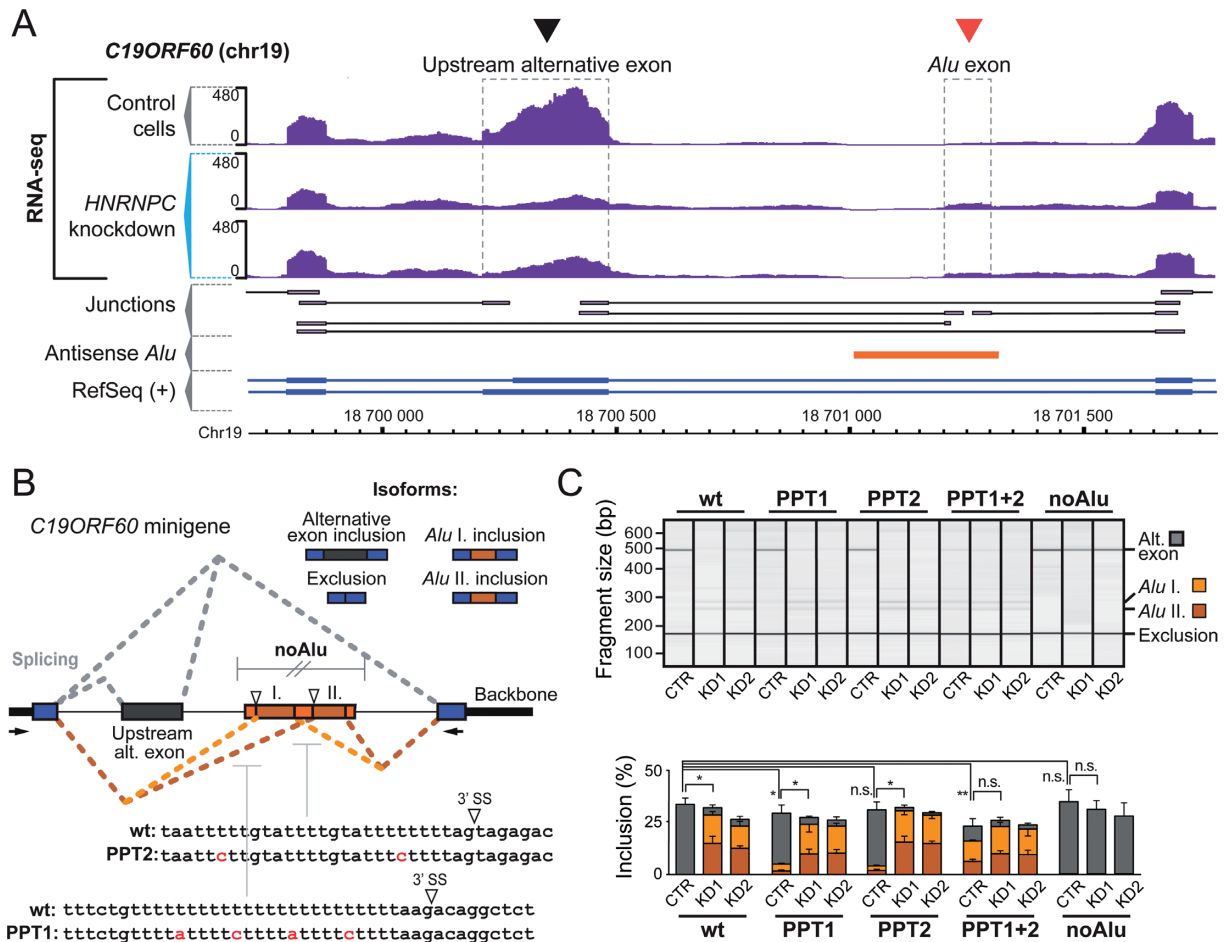 A
C19ORF60 (chr19)
Upstream alternative exon
Alu exon
RNA-seq
Control cells
480
0
HNRNPC knockdown
480
0
480
0
Junctions
Antisense Alu
RefSeq (+)
18 700 000
18 700 500
18 701 000
18 701 500
Chr19
B
C19ORF60 minigene
Isoforms:
Alternative exon inclusion
Alu I. inclusion
Exclusion
Alu II. inclusion
Splicing
noAlu
I.
II.
Backbone
Upstream alt. exon
3' SS
wt: taatttttgtattttgtattttttttagtagagac
PPT2: taattcttgtattttgtatttcttttagtagagac
3' SS
wt: tttctgttttttttttttttttttttttaagacaggctct
PPT1: tttctgttttattttcttttattttcttttaagacaggctct
C
wt
PPT1
PPT2
PPT1+2
noAlu
Fragment size (bp)
600
500
400
300
200
100
Alt. exon
Alu I.
Alu II.
Exclusion
CTR KD1 KD2 CTR KD1 KD2 CTR KD1 KD2 CTR KD1 KD2 CTR KD1 KD2
Inclusion (%)
50
25
0
*
*
*
n.s.
*
**
n.s.
n.s.
n.s.
CTR KD1 KD2 CTR KD1 KD2 CTR KD1 KD2 CTR KD1 KD2 CTR KD1 KD2
wt
PPT1
PPT2
PPT1+2
noAlu